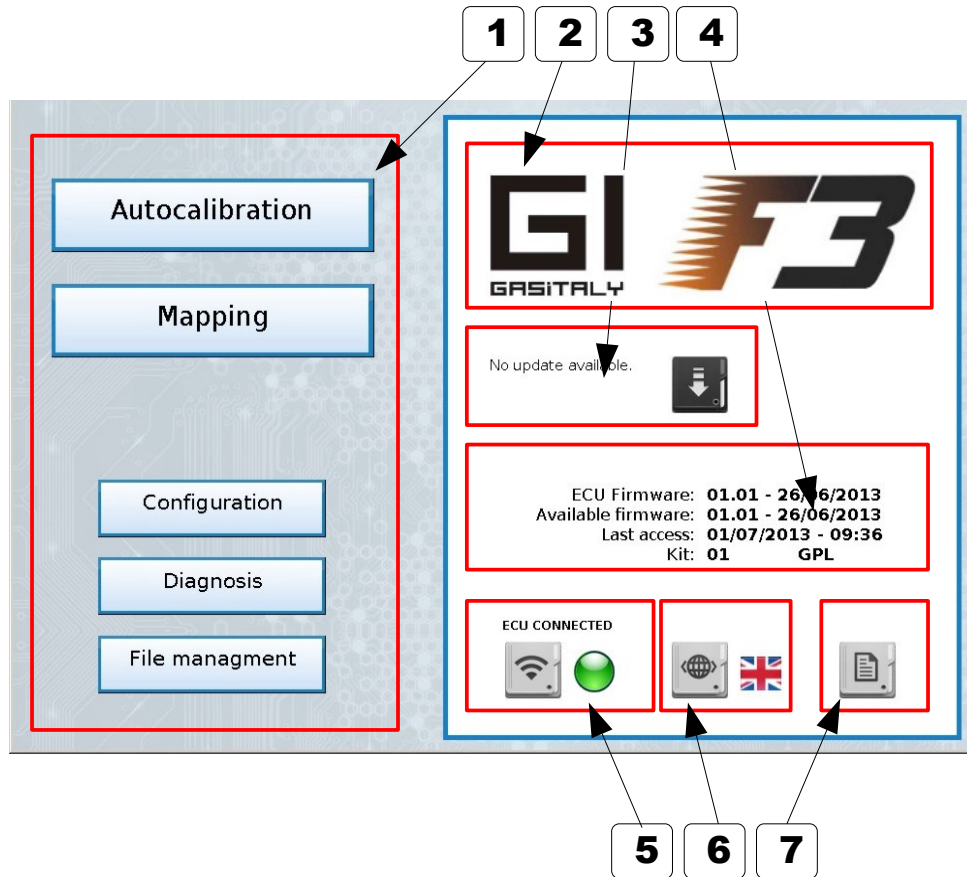 1 2 3 4
Autocalibration
Mapping
Configuration
Diagnosis
File managment
GI F3
GASiTALY
No update available.
ECU Firmware: 01.01 - 26/06/2013
Available firmware: 01.01 - 26/06/2013
Last access: 01/07/2013 - 09:36
Kit: 01 GPL
ECU CONNECTED
5 6 7